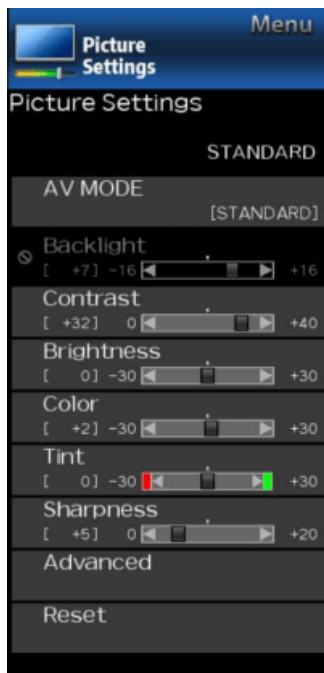 Menu
Picture
Settings
Picture Settings
STANDARD
AV MODE
[STANDARD]
Backlight
[ +7] -16 +16
Contrast
[ +32] 0 +40
Brightness
[ 0] -30 +30
Color
[ +2] -30 +30
Tint
[ 0] -30 +30
Sharpness
[ +5] 0 +20
Advanced
Reset